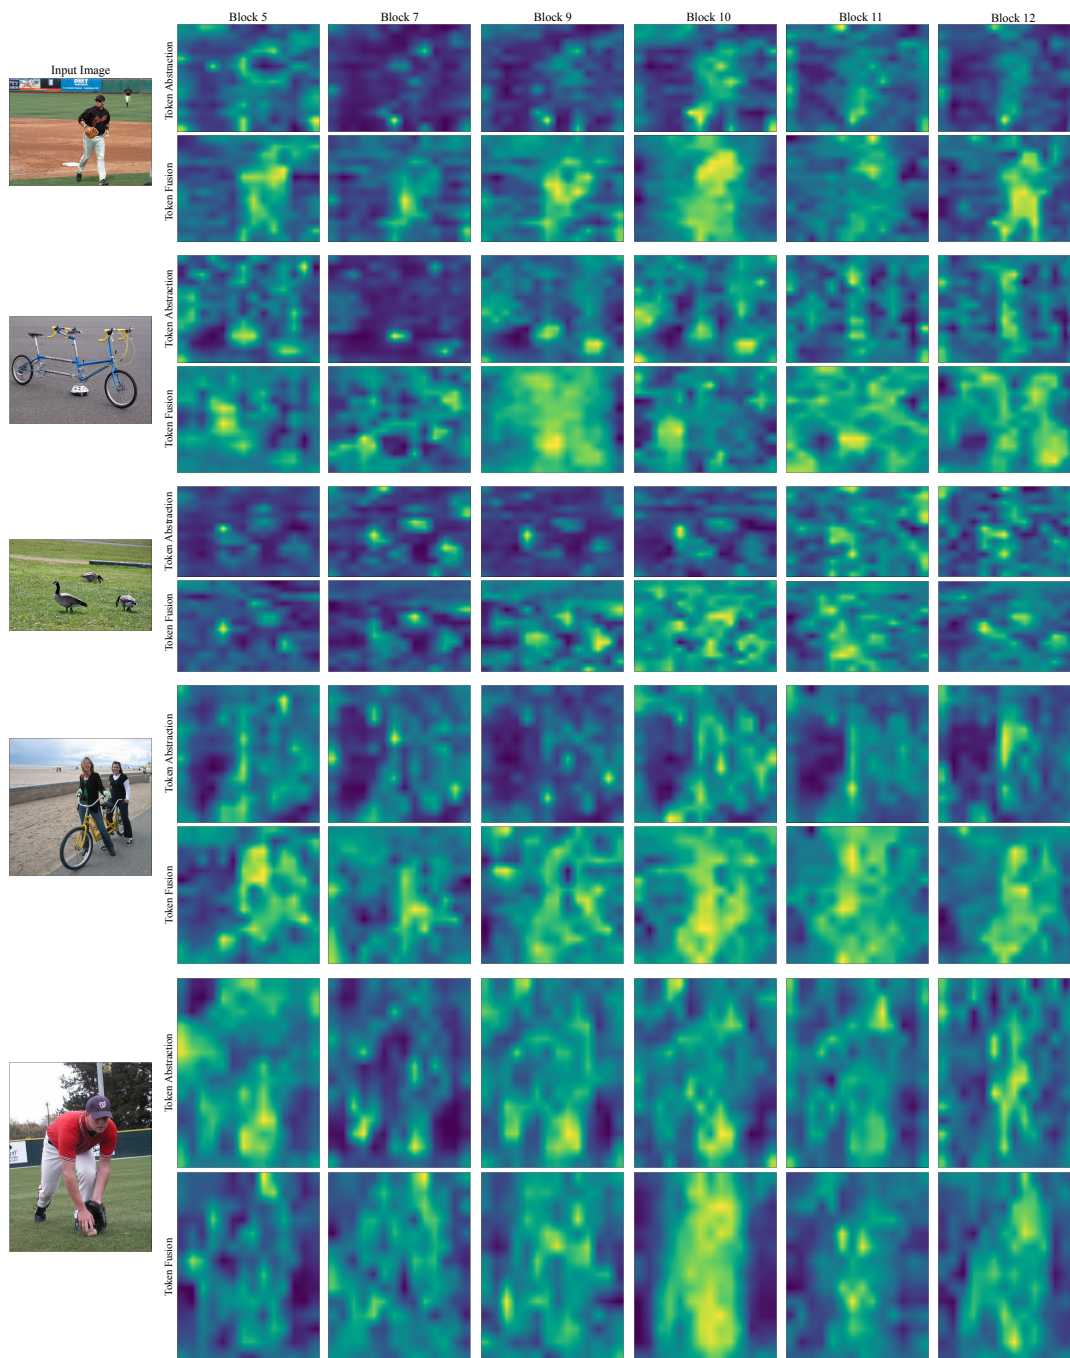 Block 5 Block 7 Block 9 Block 10 Block 11 Block 12
Input Image
Token Abstraction
Token Fusion
Token Abstraction
Token Fusion
Token Abstraction
Token Fusion
Token Abstraction
Token Fusion
Token Abstraction
Token Fusion
W